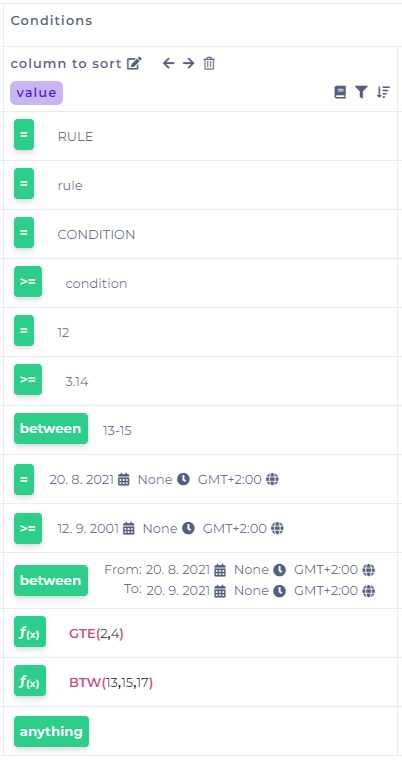 Conditions
column to sort
value
= RULE
= rule
= CONDITION
>= condition
= 12
>= 3.14
between 13-15
= 20. 8. 2021 None GMT+2:00
>= 12. 9. 2001 None GMT+2:00
between From: 20. 8. 2021 None GMT+2:00
To: 20. 9. 2021 None GMT+2:00
f(x) GTE(2,4)
f(x) BTW(13,15,17)
anything